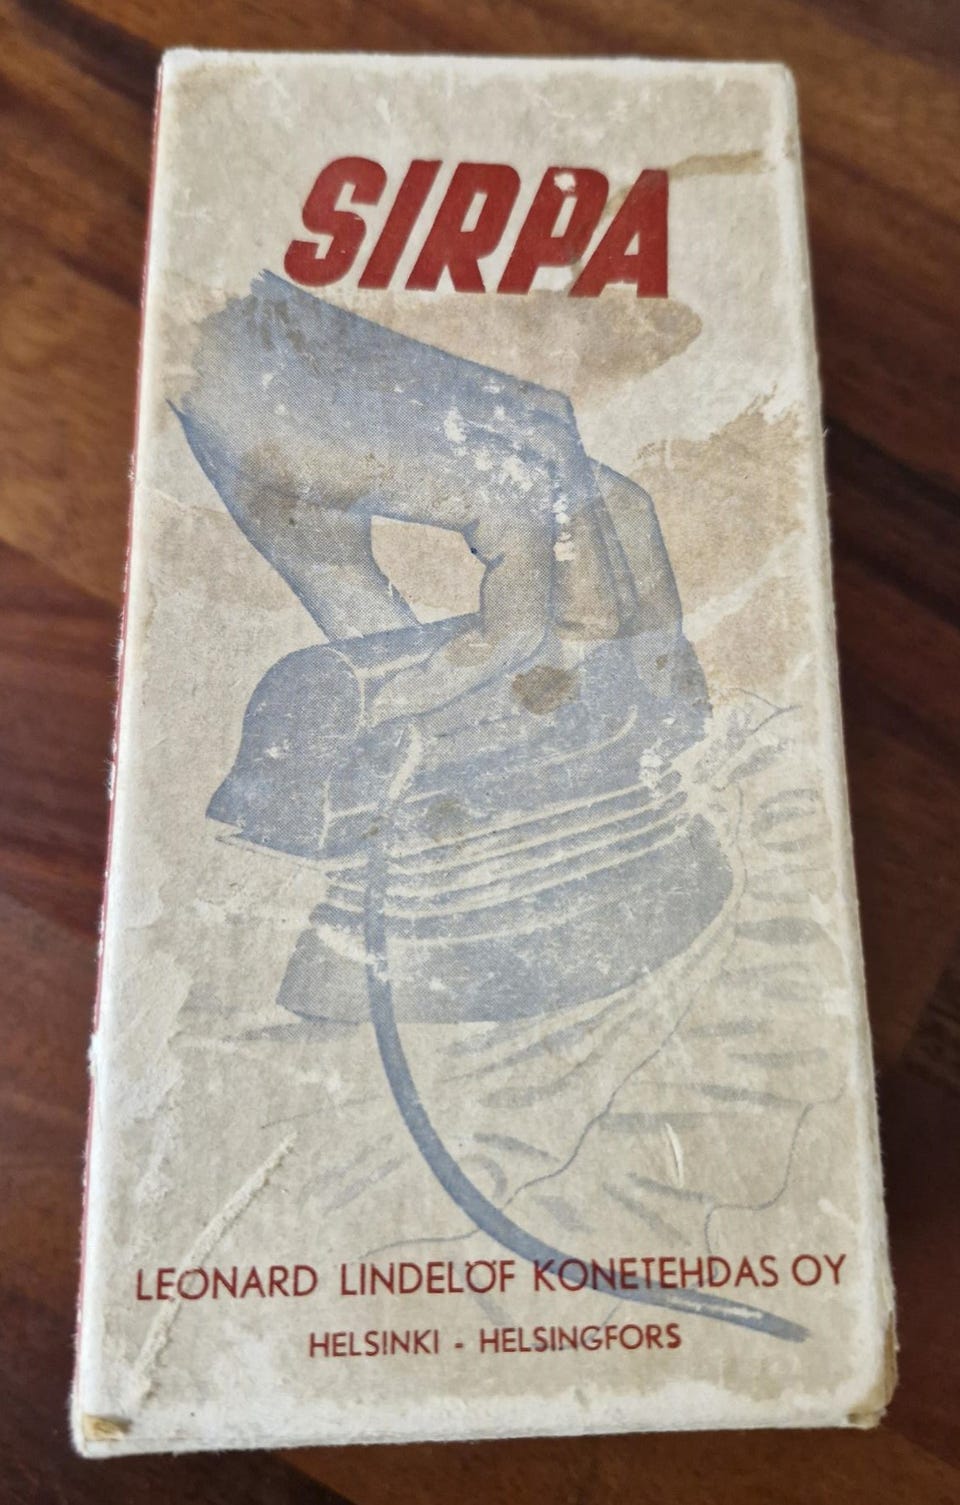 SIRPA
LEONARD LINDELÖF KONETEHDAS OY
HELSINKI - HELSINGFORS